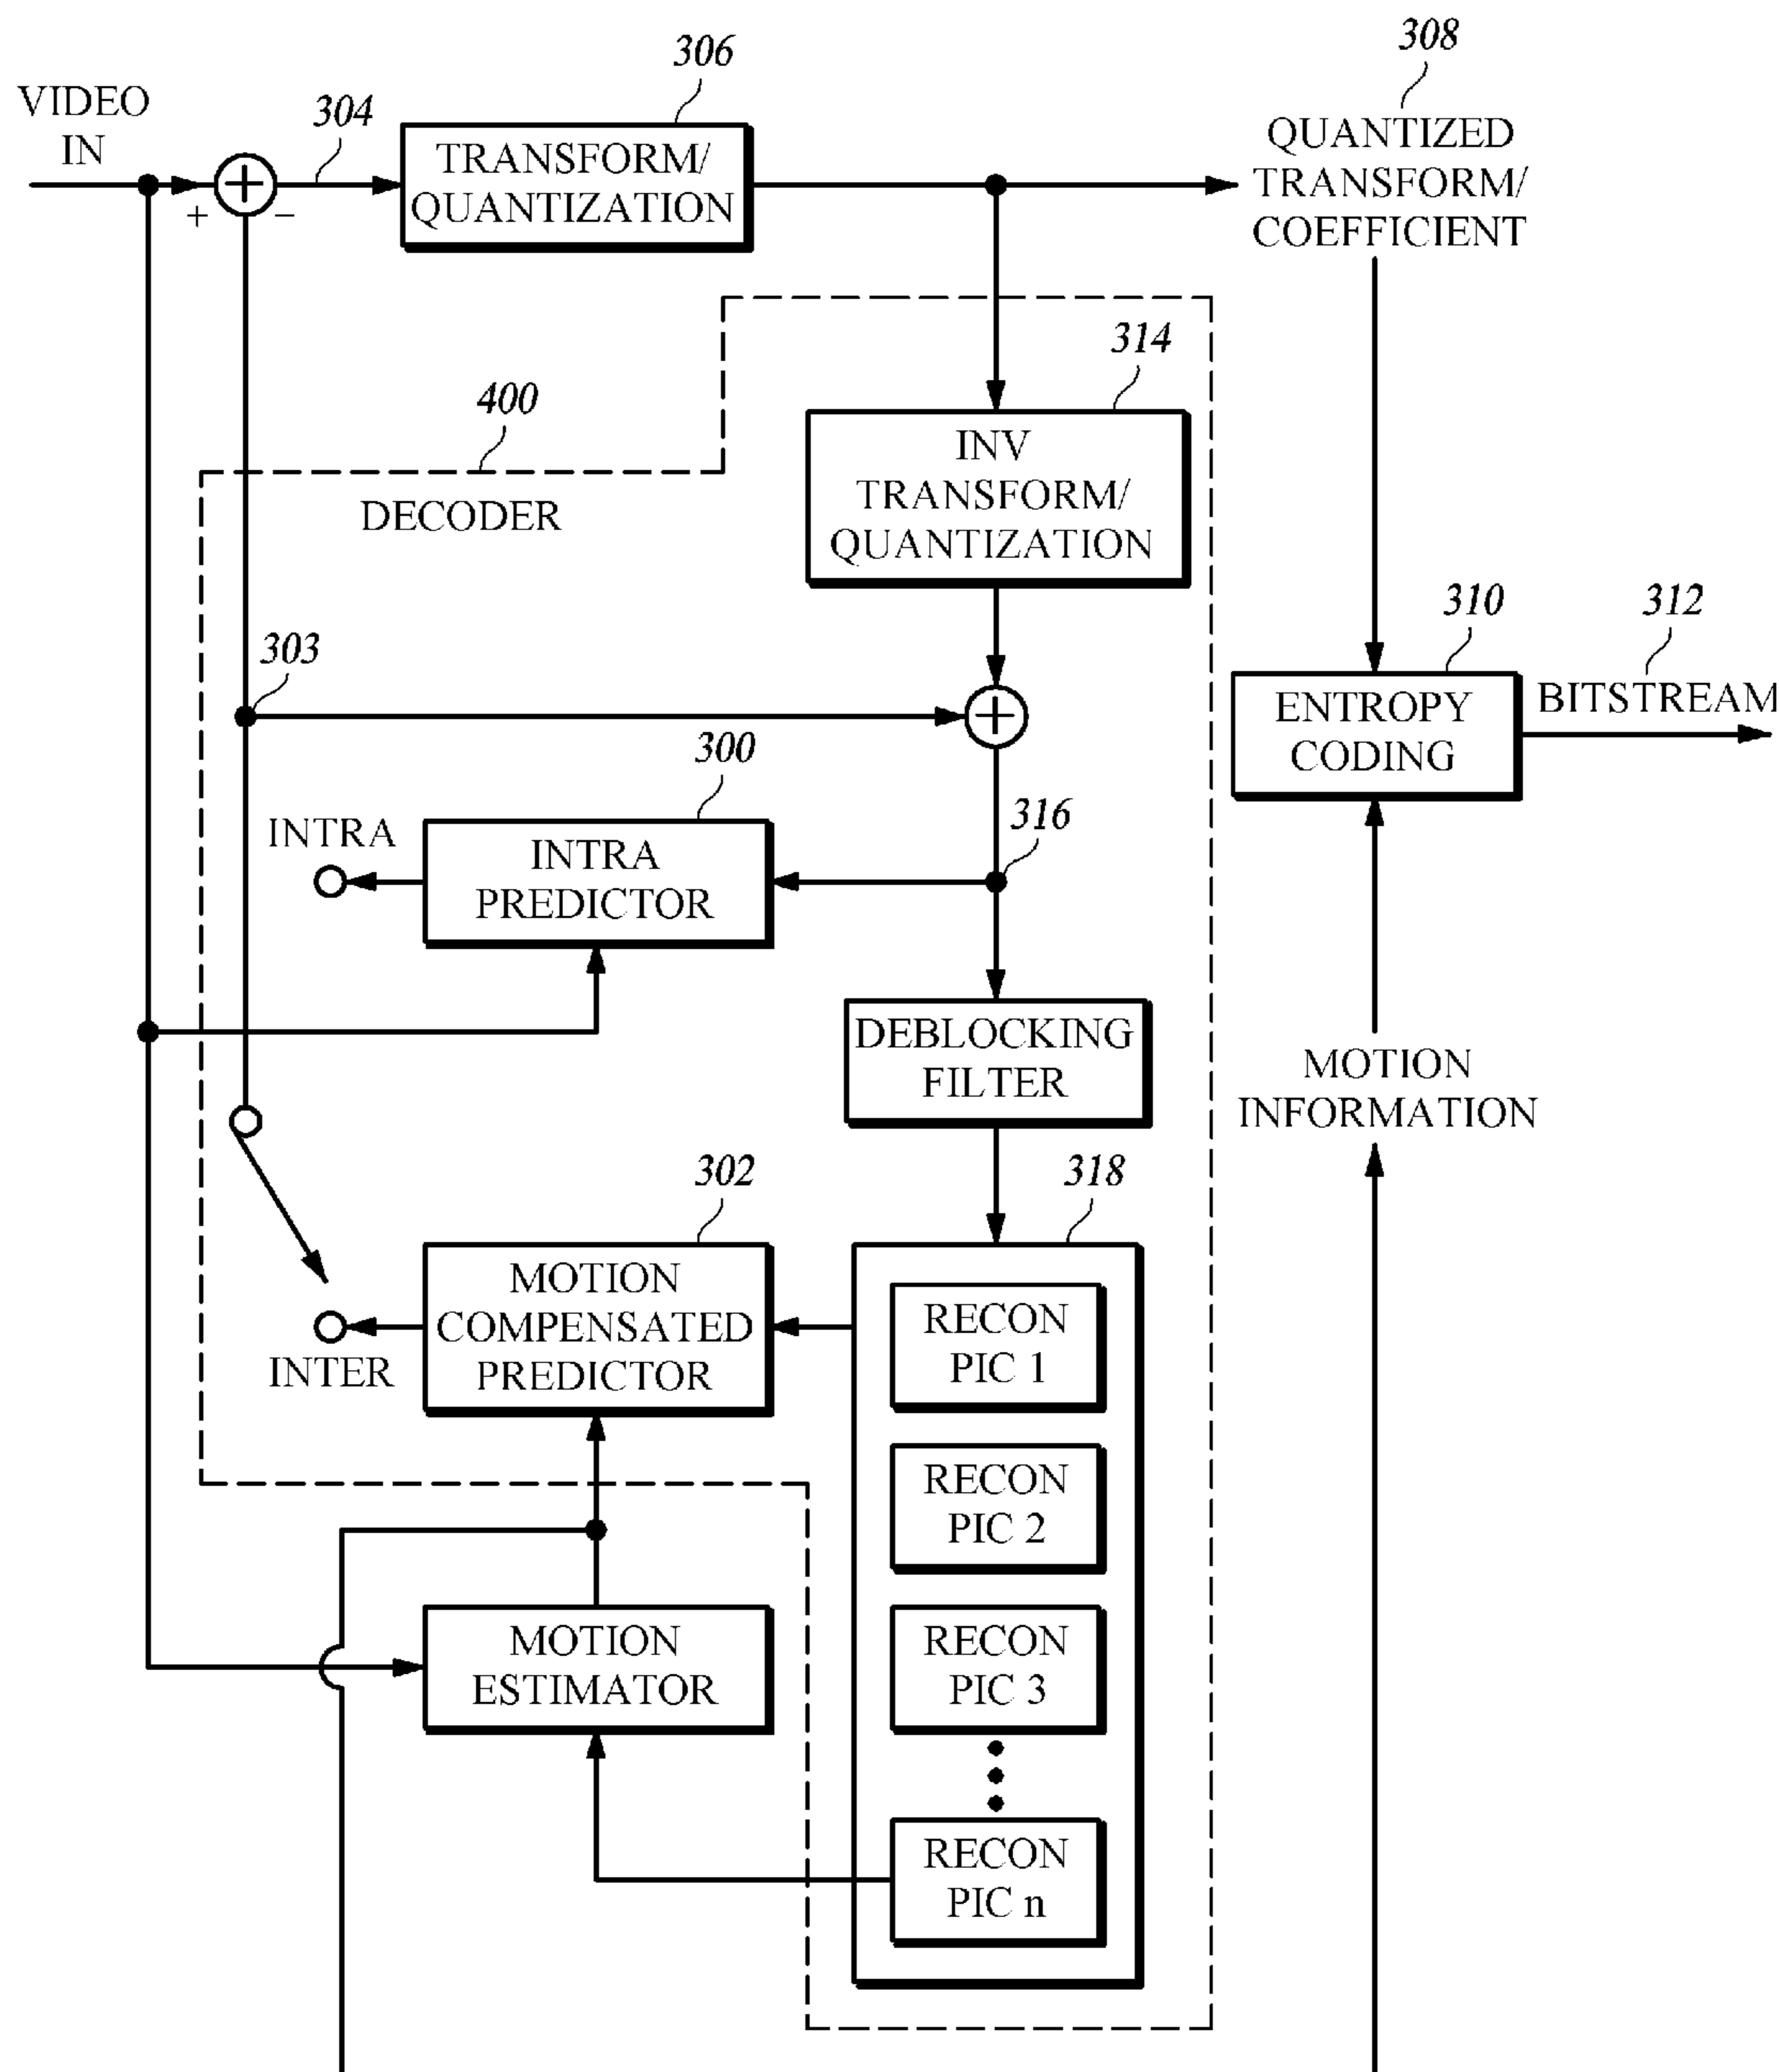 306
308
VIDEO
IN
304
TRANSFORM/
QUANTIZATION
QUANTIZED
TRANSFORM/
COEFFICIENT
+
+
−
314
400
DECODER
INV
TRANSFORM/
QUANTIZATION
310
312
303
+
ENTROPY
CODING
BITSTREAM
300
316
INTRA
INTRA
PREDICTOR
DEBLOCKING
FILTER
MOTION
INFORMATION
302
318
MOTION
COMPENSATED
PREDICTOR
INTER
RECON
PIC 1
RECON
PIC 2
MOTION
ESTIMATOR
RECON
PIC 3
RECON
PIC n